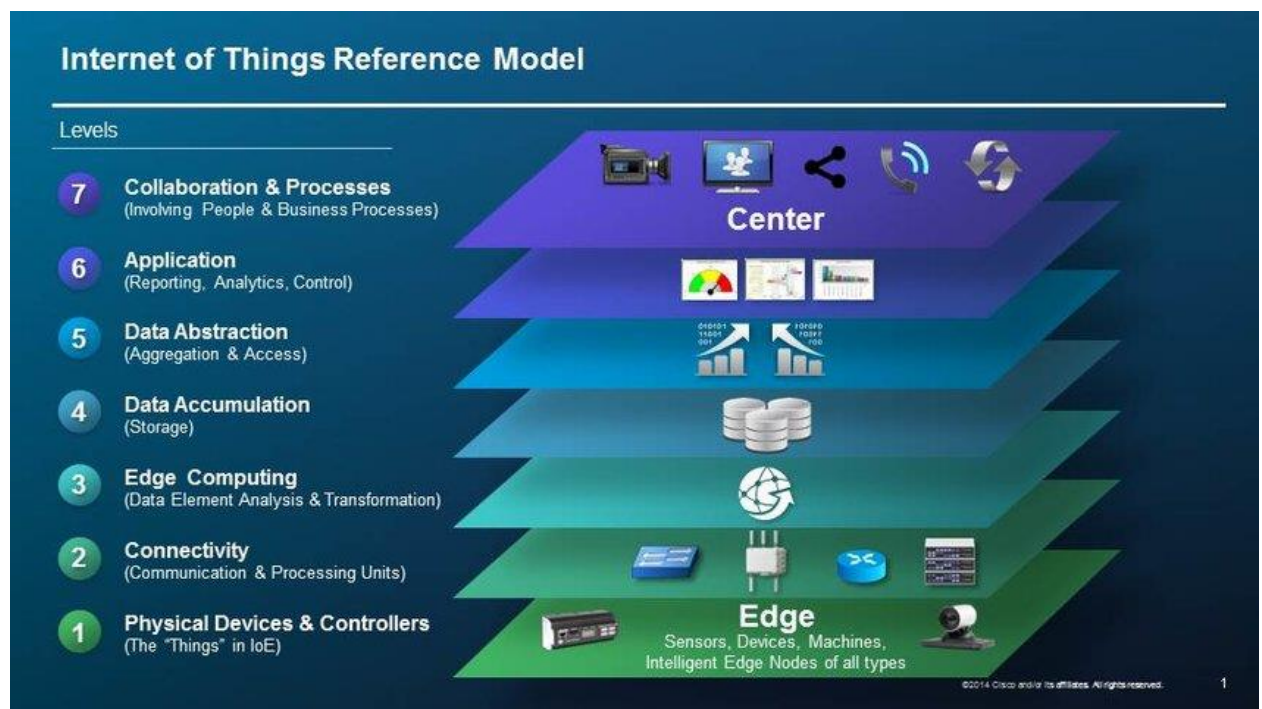 Internet of Things Reference Model
Levels
7
Collaboration & Processes
(Involving People & Business Processes)
6
Application
(Reporting, Analytics, Control)
5
Data Abstraction
(Aggregation & Access)
4
Data Accumulation
(Storage)
3
Edge Computing
(Data Element Analysis & Transformation)
2
Connectivity
(Communication & Processing Units)
1
Physical Devices & Controllers
(The “Things” in IoE)
Center
010101
Edge
Sensors, Devices, Machines,
Intelligent Edge Nodes of all types
©2014 Cisco and/or its affiliates. All rights reserved.
1